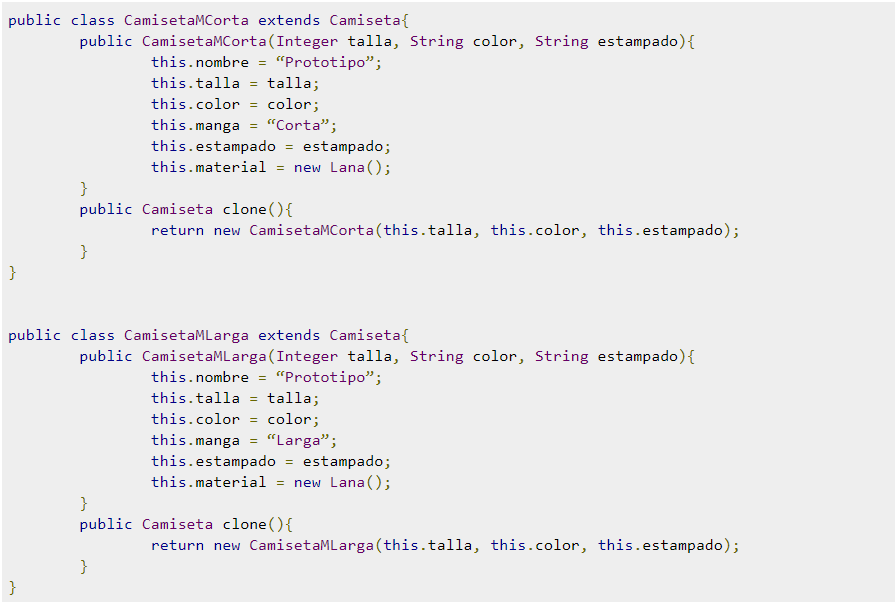 public class CamisetaMCorta extends Camiseta{
public CamisetaMCorta(Integer talla, String color, String estampado){
this.nombre = “Prototipo”;
this.talla = talla;
this.color = color;
this.manga = “Corta”;
this.estampado = estampado;
this.material = new Lana();
}
public Camiseta clone(){
return new CamisetaMCorta(this.talla, this.color, this.estampado);
}
}
public class CamisetaMLarga extends Camiseta{
public CamisetaMLarga(Integer talla, String color, String estampado){
this.nombre = “Prototipo”;
this.talla = talla;
this.color = color;
this.manga = “Larga”;
this.estampado = estampado;
this.material = new Lana();
}
public Camiseta clone(){
return new CamisetaMLarga(this.talla, this.color, this.estampado);
}
}